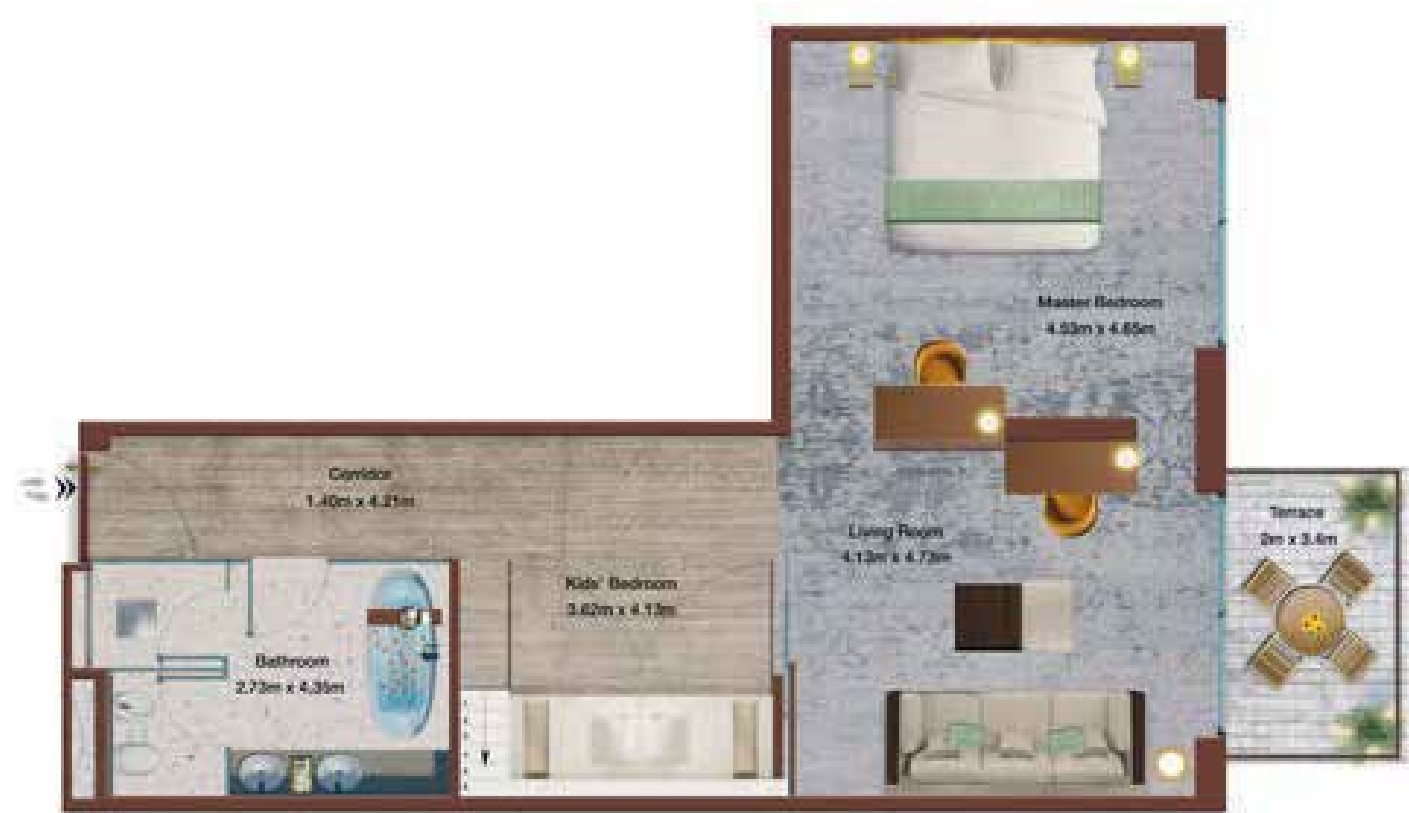 Master Bedroom
4.53m x 4.65m
Corridor
1.40m x 4.21m
Living Room
4.13m x 4.73m
Terrace
2m x 3.4m
Kids' Bedroom
3.62m x 4.13m
Bathroom
2.73m x 4.35m